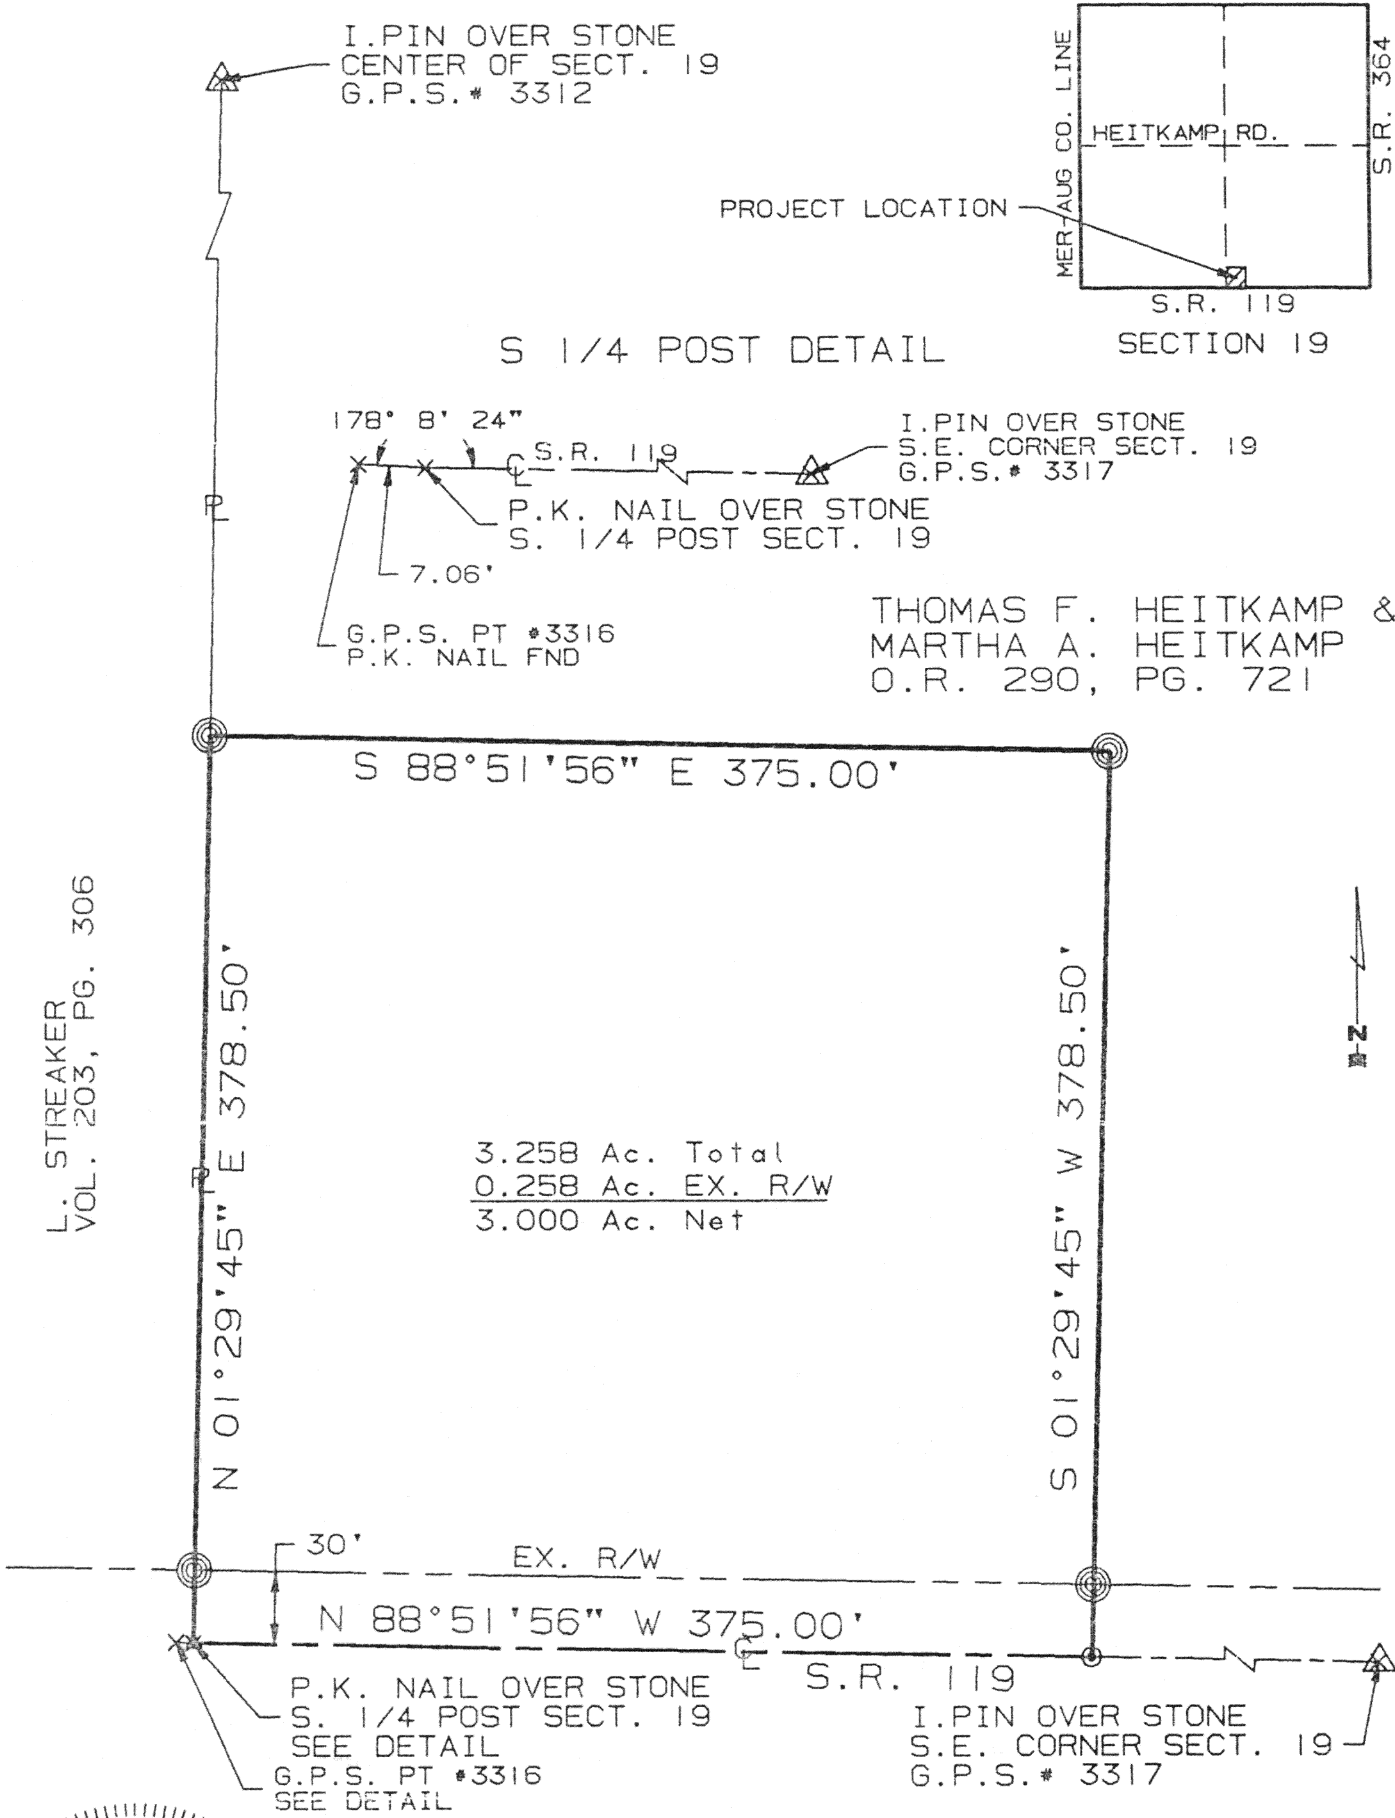 I.PIN OVER STONE
CENTER OF SECT. 19
G.P.S.# 3312
MER-AUG CO. LINE
HEITKAMP RD.
S.R. 364
PROJECT LOCATION
S.R. 119
SECTION 19
S 1/4 POST DETAIL
178° 8' 24"
S.R. 119
CL
I.PIN OVER STONE
S.E. CORNER SECT. 19
G.P.S.# 3317
PL
P.K. NAIL OVER STONE
S. 1/4 POST SECT. 19
7.06'
G.P.S. PT #3316
P.K. NAIL FND
THOMAS F. HEITKAMP &
MARTHA A. HEITKAMP
O.R. 290, PG. 721
S 88°51'56" E 375.00'
L. STREAKER
VOL. 203, PG. 306
N 01°29'45" E 378.50'
PL
S 01°29'45" W 378.50'
N
3.258 Ac. Total
0.258 Ac. EX. R/W
3.000 Ac. Net
30'
EX. R/W
N 88°51'56" W 375.00'
CL
S.R. 119
P.K. NAIL OVER STONE
S. 1/4 POST SECT. 19
SEE DETAIL
G.P.S. PT #3316
SEE DETAIL
I.PIN OVER STONE
S.E. CORNER SECT. 19
G.P.S.# 3317